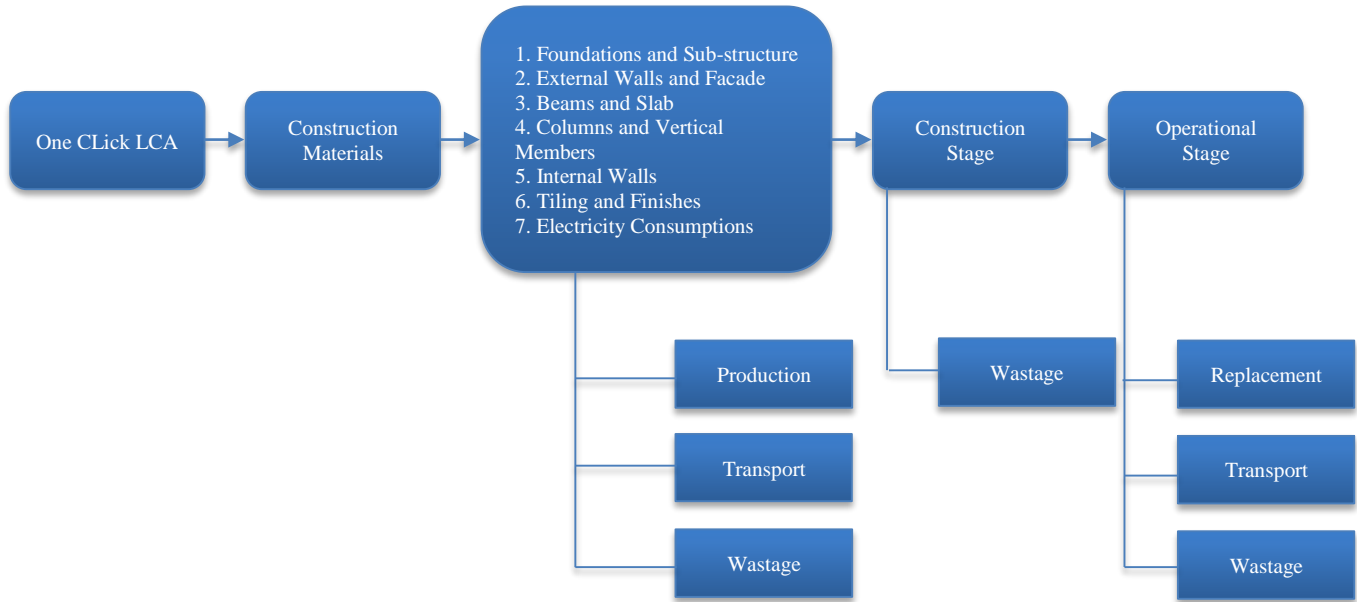 One CLick LCA
Construction
Materials
1. Foundations and Sub-structure
2. External Walls and Facade
3. Beams and Slab
4. Columns and Vertical
Members
5. Internal Walls
6. Tiling and Finishes
7. Electricity Consumptions
Construction
Stage
Operational
Stage
Production
Transport
Wastage
Wastage
Replacement
Transport
Wastage